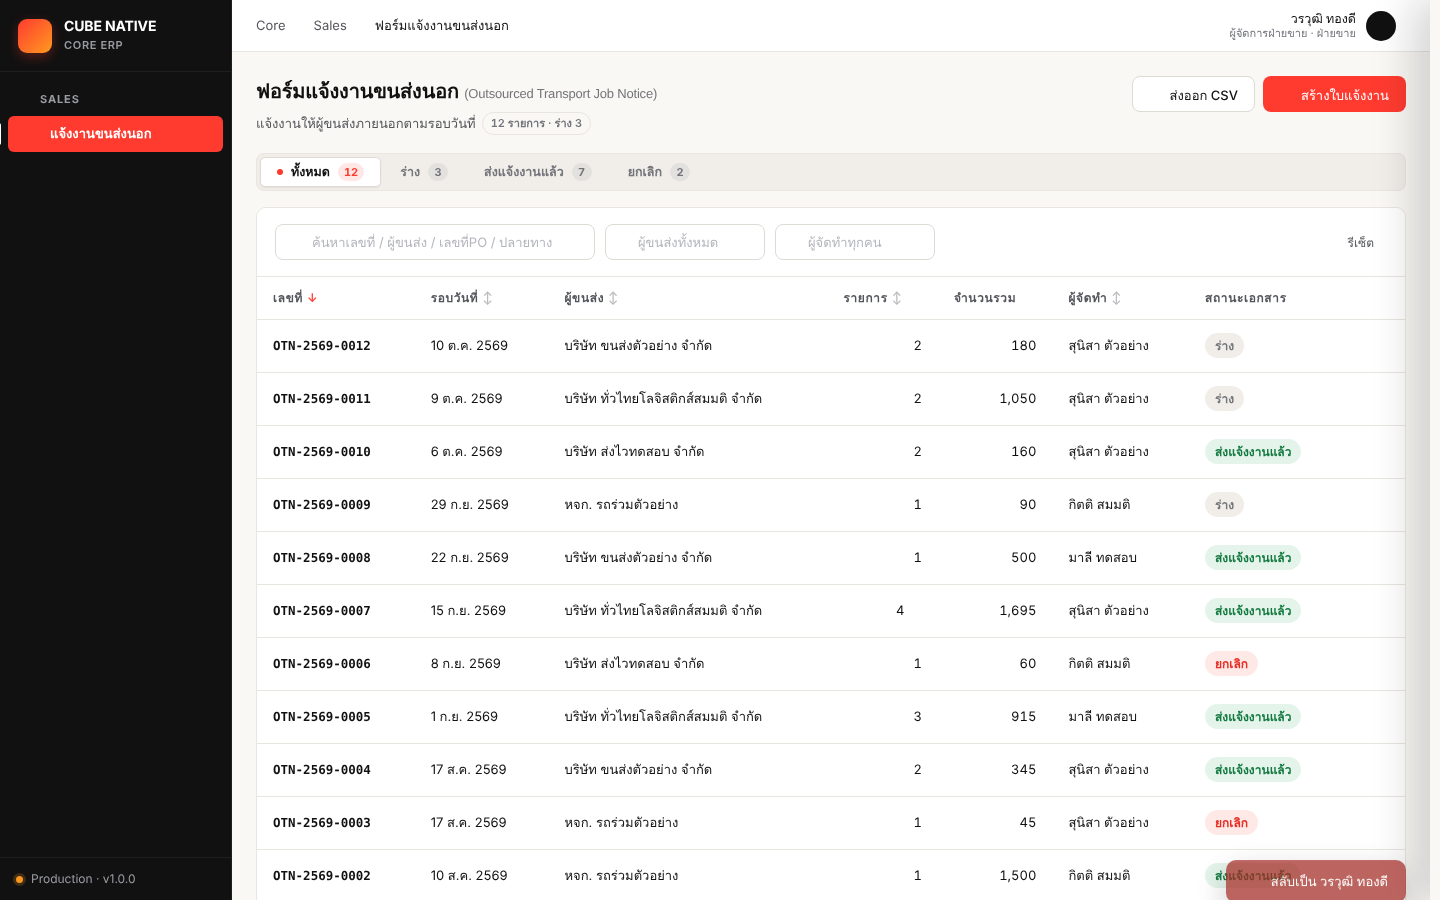 CUBE NATIVE
CORE ERP
SALES
แจ้งงานขนส่งนอก
Production · v1.0.0
Core Sales ฟอร์มแจ้งงานขนส่งนอก
วรวุฒิ ทองดี
ผู้จัดการฝ่ายขาย · ฝ่ายขาย
ฟอร์มแจ้งงานขนส่งนอก (Outsourced Transport Job Notice)
แจ้งงานให้ผู้ขนส่งภายนอกตามรอบวันที่ 12 รายการ · ร่าง 3
ส่งออก CSV สร้างใบแจ้งงาน
ทั้งหมด 12 ร่าง 3 ส่งแจ้งงานแล้ว 7 ยกเลิก 2
ค้นหาเลขที่ / ผู้ขนส่ง / เลขที่PO / ปลายทาง ผู้ขนส่งทั้งหมด ผู้จัดทำทุกคน รีเซ็ต
เลขที่ รอบวันที่ ผู้ขนส่ง รายการ จำนวนรวม ผู้จัดทำ สถานะเอกสาร
OTN-2569-0012 10 ต.ค. 2569 บริษัท ขนส่งตัวอย่าง จำกัด 2 180 สุนิสา ตัวอย่าง ร่าง
OTN-2569-0011 9 ต.ค. 2569 บริษัท ทั่วไทยโลจิสติกส์สมมติ จำกัด 2 1,050 สุนิสา ตัวอย่าง ร่าง
OTN-2569-0010 6 ต.ค. 2569 บริษัท ส่งไวทดสอบ จำกัด 2 160 สุนิสา ตัวอย่าง ส่งแจ้งงานแล้ว
OTN-2569-0009 29 ก.ย. 2569 หจก. รถร่วมตัวอย่าง 1 90 กิตติ สมมติ ร่าง
OTN-2569-0008 22 ก.ย. 2569 บริษัท ขนส่งตัวอย่าง จำกัด 1 500 มาลี ทดสอบ ส่งแจ้งงานแล้ว
OTN-2569-0007 15 ก.ย. 2569 บริษัท ทั่วไทยโลจิสติกส์สมมติ จำกัด 4 1,695 สุนิสา ตัวอย่าง ส่งแจ้งงานแล้ว
OTN-2569-0006 8 ก.ย. 2569 บริษัท ส่งไวทดสอบ จำกัด 1 60 กิตติ สมมติ ยกเลิก
OTN-2569-0005 1 ก.ย. 2569 บริษัท ทั่วไทยโลจิสติกส์สมมติ จำกัด 3 915 มาลี ทดสอบ ส่งแจ้งงานแล้ว
OTN-2569-0004 17 ส.ค. 2569 บริษัท ขนส่งตัวอย่าง จำกัด 2 345 สุนิสา ตัวอย่าง ส่งแจ้งงานแล้ว
OTN-2569-0003 17 ส.ค. 2569 หจก. รถร่วมตัวอย่าง 1 45 สุนิสา ตัวอย่าง ยกเลิก
OTN-2569-0002 10 ส.ค. 2569 หจก. รถร่วมตัวอย่าง 1 1,500 กิตติ สมมติ ส่งแจ้งงานแล้ว
สลับเป็น วรวุฒิ ทองดี